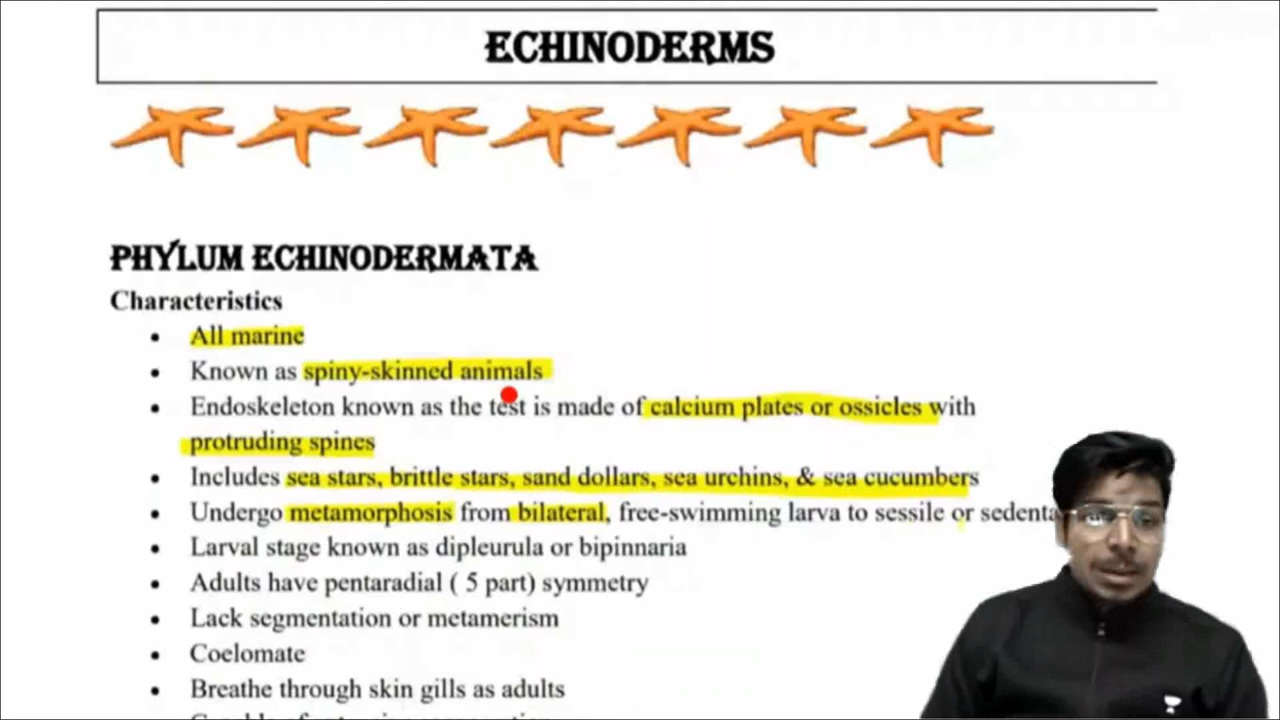 ECHINODERMS
PHYLUM ECHINODERMATA
Characteristics
• All marine
• Known as spiny-skinned animals
• Endoskeleton known as the test is made of calcium plates or ossicles with
protruding spines
• Includes sea stars, brittle stars, sand dollars, sea urchins, & sea cucumbers
• Undergo metamorphosis from bilateral, free-swimming larva to sessile or
• Larval stage known as dipleurula or bipinnaria
• Adults have pentaradial ( 5 part) symmetry
• Lack segmentation or metamerism
• Coelomate
• Breathe through skin gills as adults